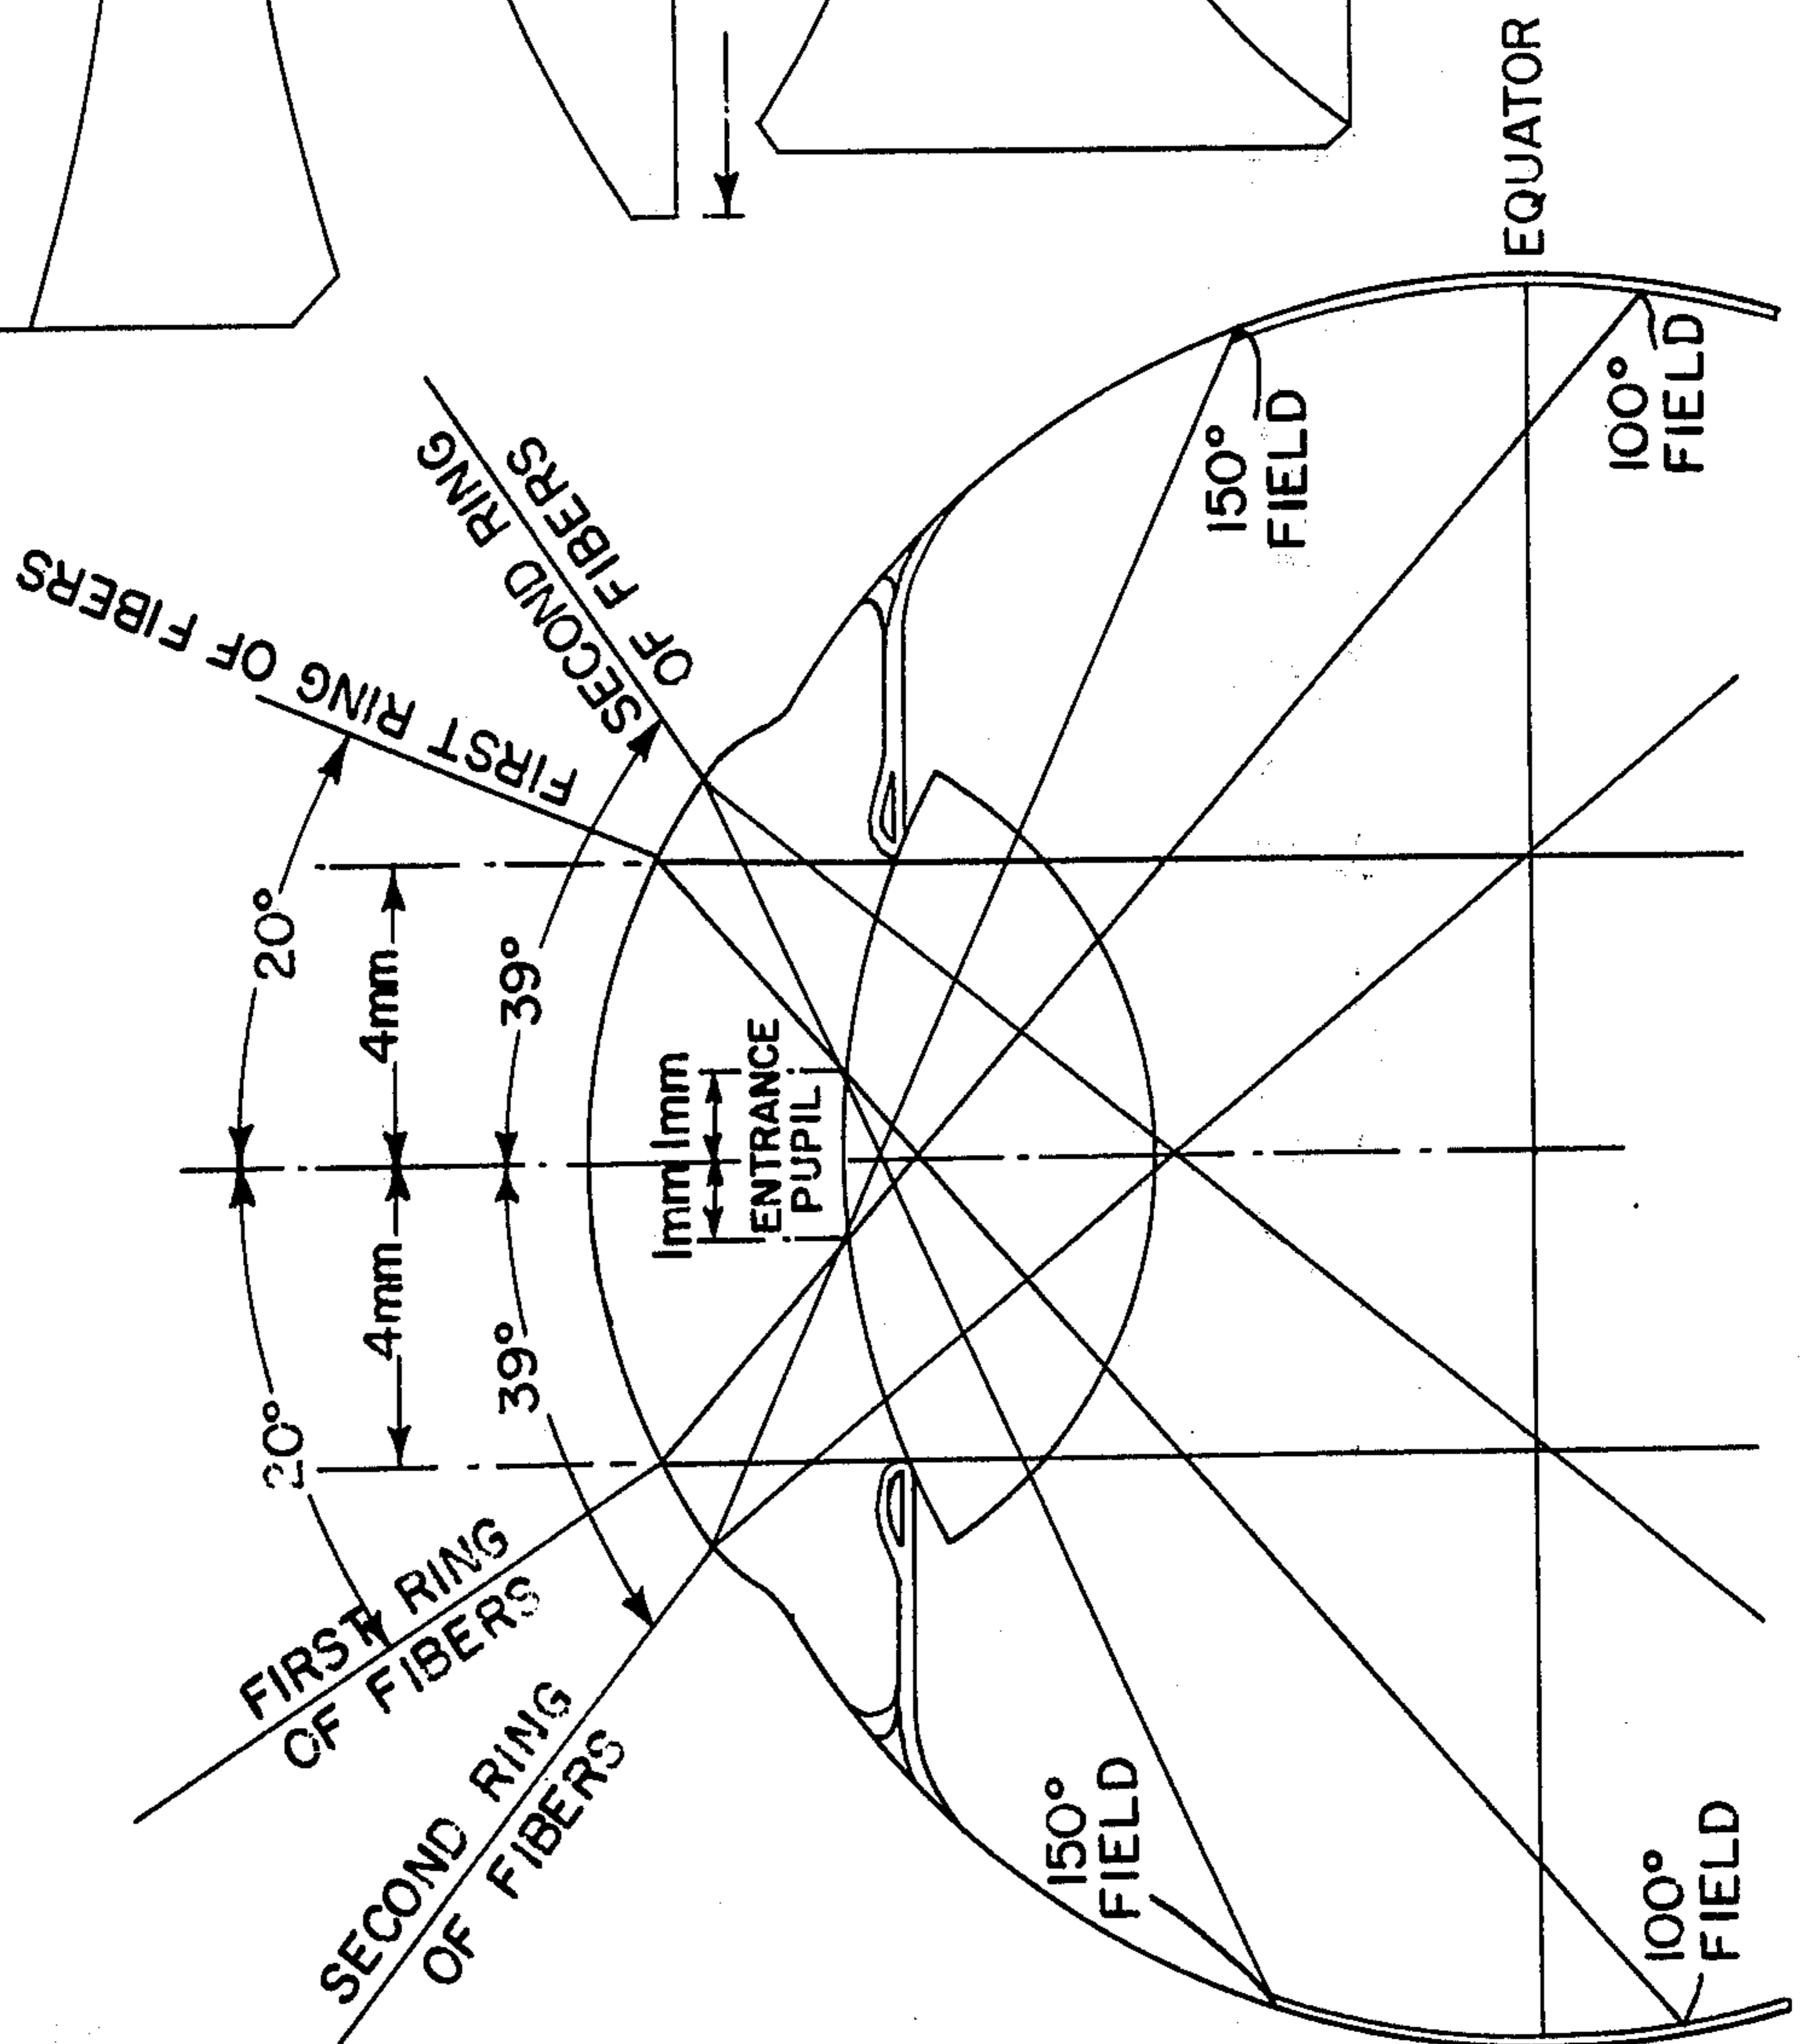 20°
20°
4mm
4mm
39°
39°
1mm
1mm
ENTRANCE
PUPIL
FIRST RING
OF FIBERS
SECOND RING
OF FIBERS
FIRST RING OF FIBERS
SECOND RING
OF FIBERS
150°
FIELD
150°
FIELD
100°
FIELD
100°
FIELD
EQUATOR